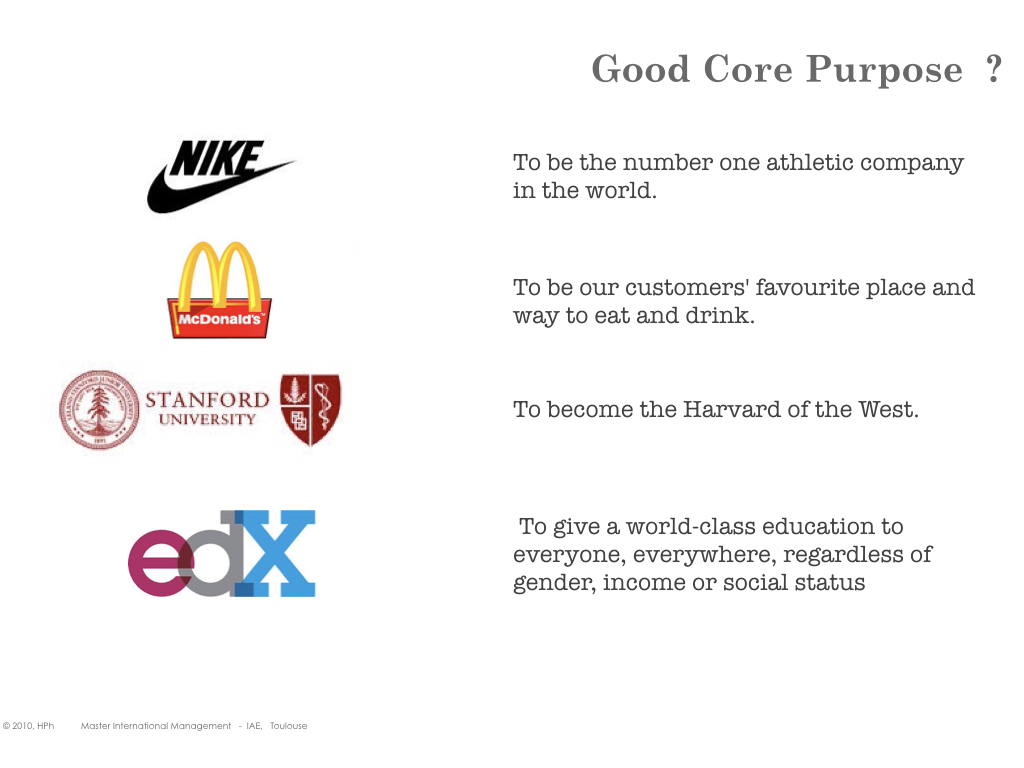 Good Core Purpose ?
NIKE
To be the number one athletic company
in the world.
McDonald's™
To be our customers' favourite place and
way to eat and drink.
STANFORD
UNIVERSITY
To become the Harvard of the West.
edX
To give a world-class education to
everyone, everywhere, regardless of
gender, income or social status
© 2010, HPh Master International Management - IAE, Toulouse